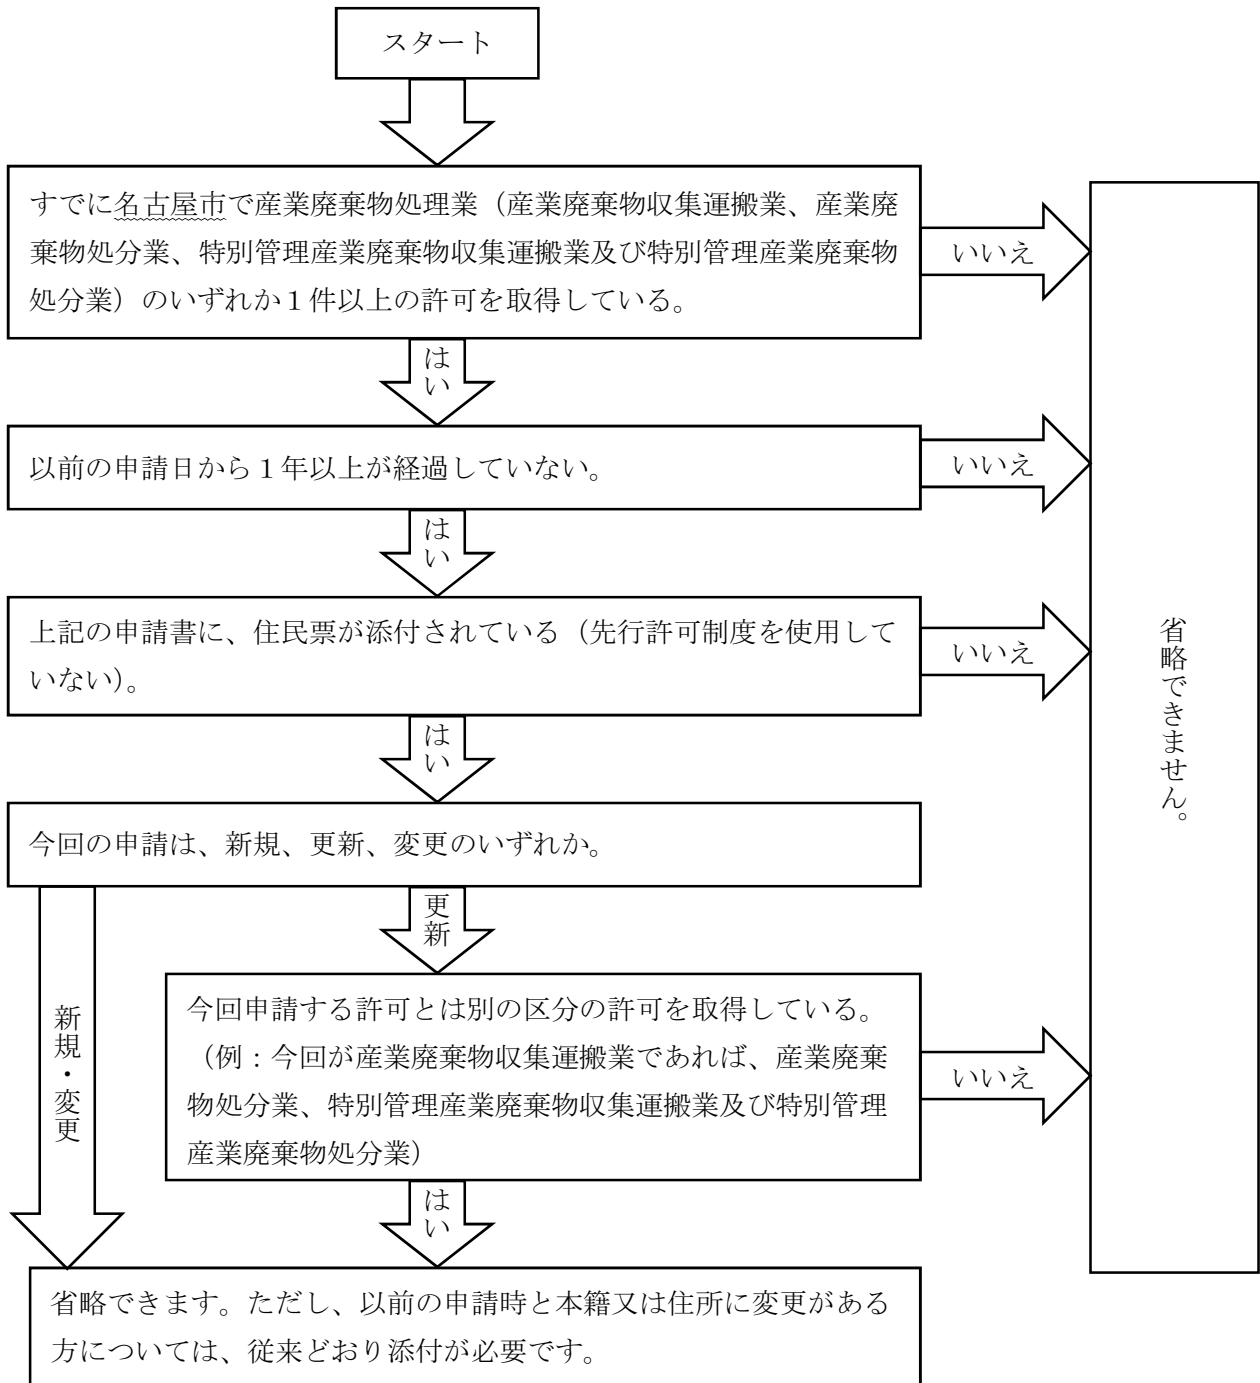 スタート
すでに名古屋市で産業廃棄物処理業（産業廃棄物収集運搬業、産業廃
棄物処分業、特別管理産業廃棄物収集運搬業及び特別管理産業廃棄物
処分業）のいずれか１件以上の許可を取得している。
いいえ
はい
以前の申請日から１年以上が経過していない。
いいえ
はい
上記の申請書に、住民票が添付されている（先行許可制度を使用して
いない）。
いいえ
はい
今回の申請は、新規、更新、変更のいずれか。
更新
新規・変更
今回申請する許可とは別の区分の許可を取得している。
（例：今回が産業廃棄物収集運搬業であれば、産業廃棄
物処分業、特別管理産業廃棄物収集運搬業及び特別管理
産業廃棄物処分業）
いいえ
はい
省略できます。ただし、以前の申請時と本籍又は住所に変更がある
方については、従来どおり添付が必要です。
省略できません。